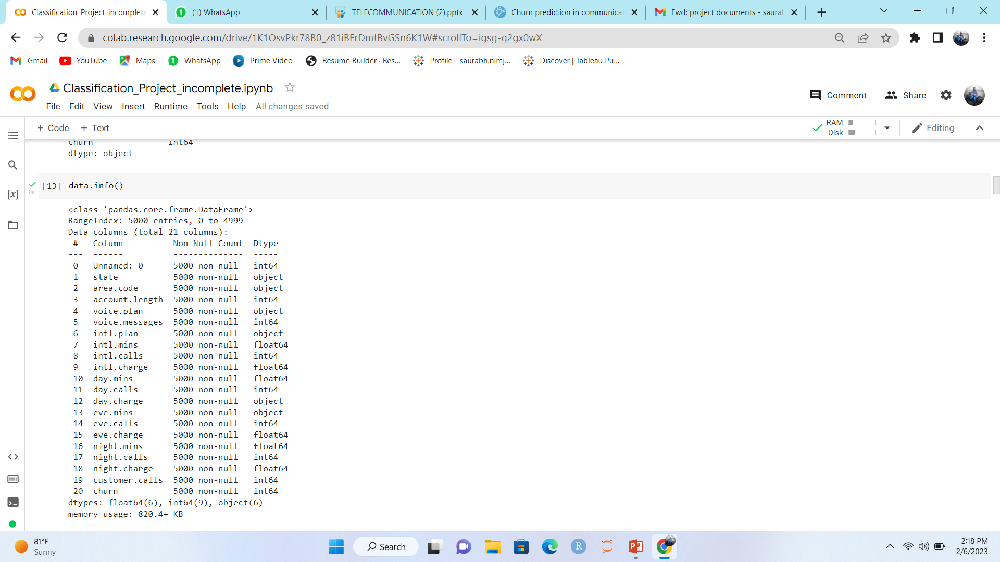 Classification_Project_incomplete
(1) WhatsApp
TELECOMMUNICATION (2).pptx
Churn prediction in communicat
Fwd: project documents - saurab
colab.research.google.com/drive/1K1OsvPkr78B0_z81iBFrDmtBvGSn6K1W#scrollTo=igsg-q2gx0wX
Gmail YouTube Maps WhatsApp Prime Video Resume Builder · Res... Profile - saurabh.nimj... Discover | Tableau Pu...
Classification_Project_incomplete.ipynb
Comment Share
File Edit View Insert Runtime Tools Help All changes saved
+ Code + Text
RAM
Disk
Editing
churn int64
dtype: object
[13] data.info()
0s
<class 'pandas.core.frame.DataFrame'>
RangeIndex: 5000 entries, 0 to 4999
Data columns (total 21 columns):
# Column Non-Null Count Dtype
--- ------ -------------- -----
0 Unnamed: 0 5000 non-null int64
1 state 5000 non-null object
2 area.code 5000 non-null object
3 account.length 5000 non-null int64
4 voice.plan 5000 non-null object
5 voice.messages 5000 non-null int64
6 intl.plan 5000 non-null object
7 intl.mins 5000 non-null float64
8 intl.calls 5000 non-null int64
9 intl.charge 5000 non-null float64
10 day.mins 5000 non-null float64
11 day.calls 5000 non-null int64
12 day.charge 5000 non-null object
13 eve.mins 5000 non-null object
14 eve.calls 5000 non-null int64
15 eve.charge 5000 non-null float64
16 night.mins 5000 non-null float64
17 night.calls 5000 non-null int64
18 night.charge 5000 non-null float64
19 customer.calls 5000 non-null int64
20 churn 5000 non-null int64
dtypes: float64(6), int64(9), object(6)
memory usage: 820.4+ KB
81°F
Sunny
Search
2:18 PM
2/6/2023